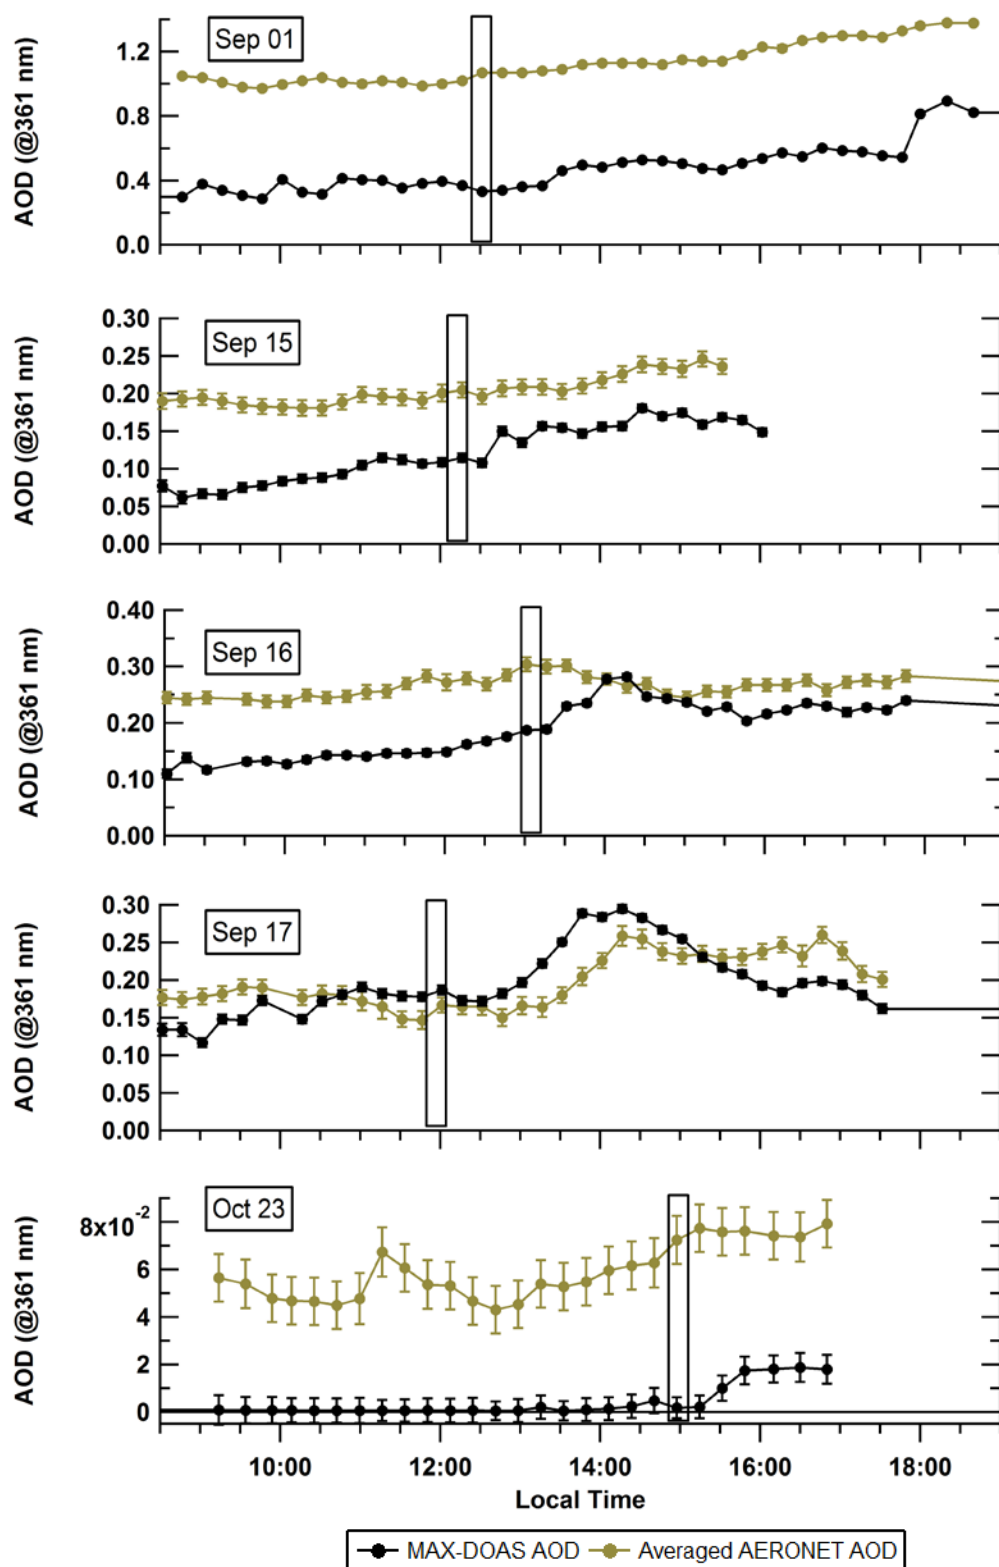 AOD (@361 nm)
Sep 01
1.2
0.8
0.4
0.0
AOD (@361 nm)
Sep 15
0.30
0.25
0.20
0.15
0.10
0.05
0.00
AOD (@361 nm)
Sep 16
0.40
0.30
0.20
0.10
0.00
AOD (@361 nm)
Sep 17
0.30
0.25
0.20
0.15
0.10
0.05
0.00
AOD (@361 nm)
Oct 23
8x10⁻²
6
4
2
0
10:00 12:00 14:00 16:00 18:00
Local Time
MAX-DOAS AOD Averaged AERONET AOD